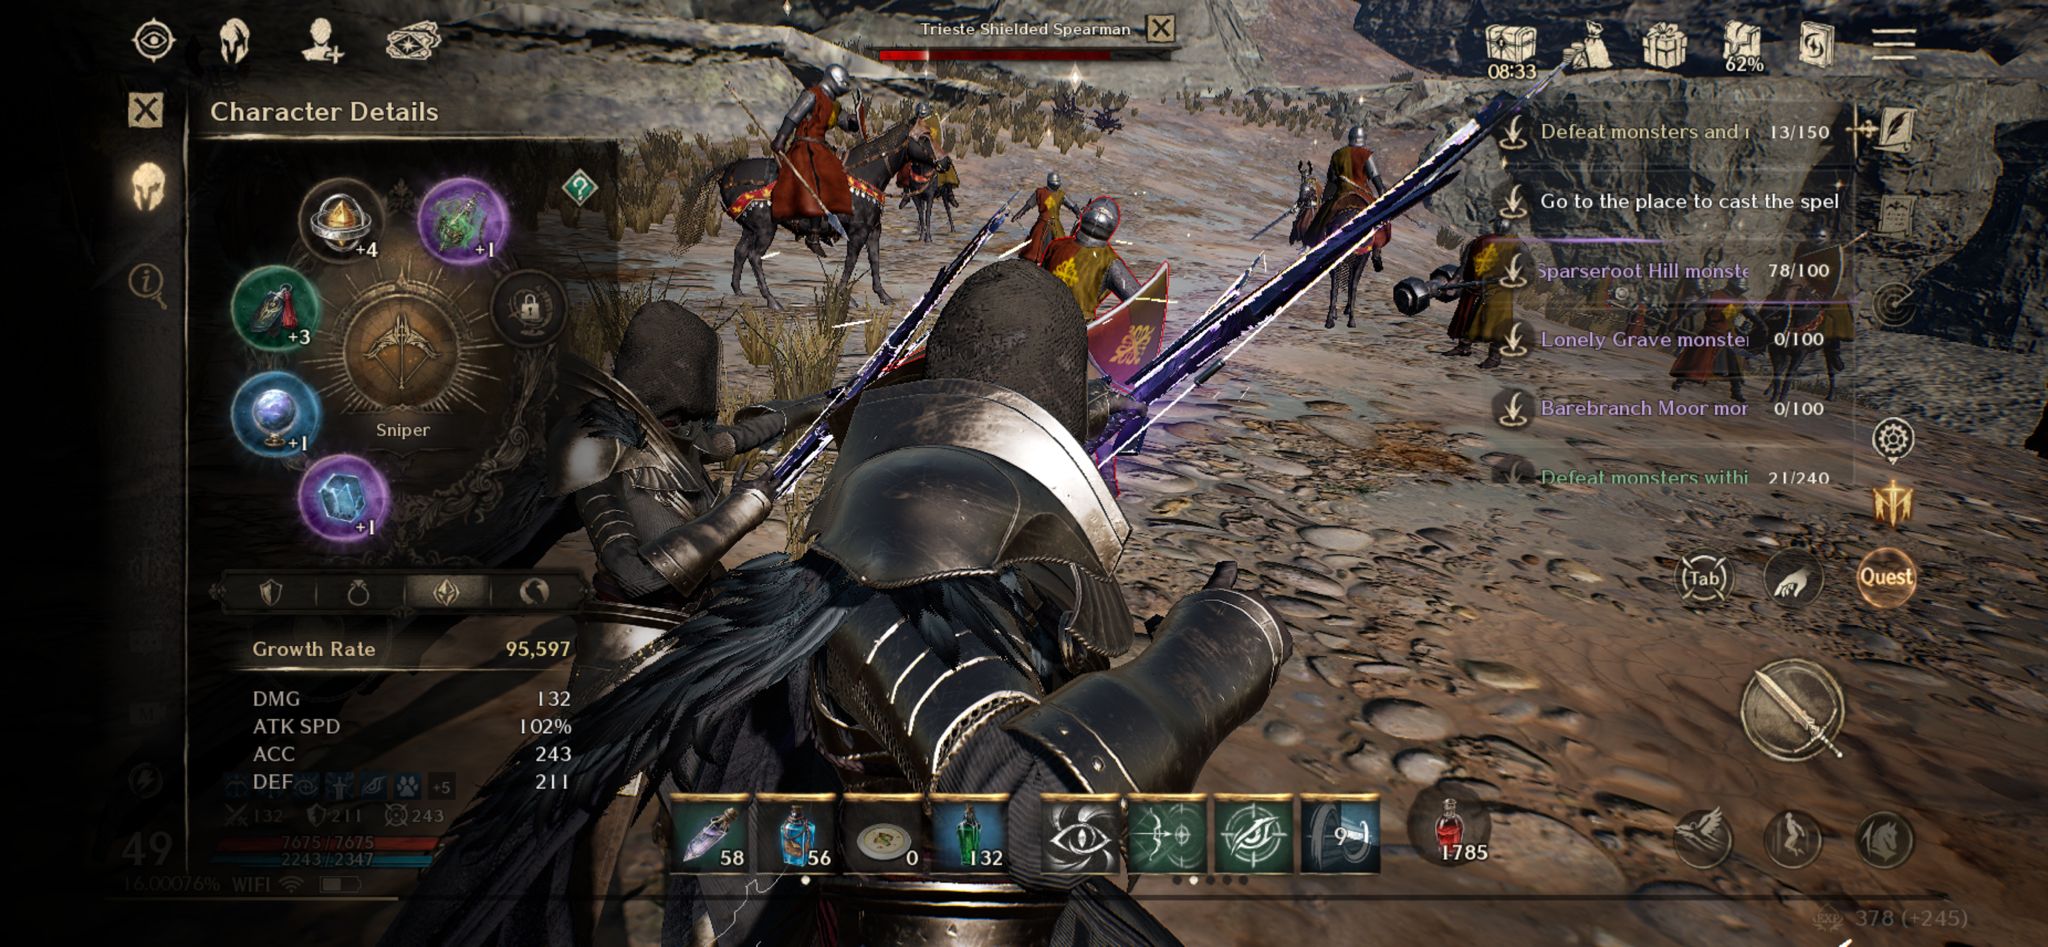 Trieste Shielded Spearman
08:33
62%
Character Details
+4
+1
+3
+1
+1
Sniper
Defeat monsters and 13/150
Go to the place to cast the spel
Sparseroot Hill monste 78/100
Lonely Grave monste 0/100
Barebranch Moor mor 0/100
Defeat monsters withi 21/240
Tab
Quest
Growth Rate 95,597
DMG 132
ATK SPD 102%
ACC 243
DEF 211
+5
132 211 243
49
7675/7675
2243/2347
16.00076% WIFI
58
56
0
132
9
1785
EXP 378 (+245)